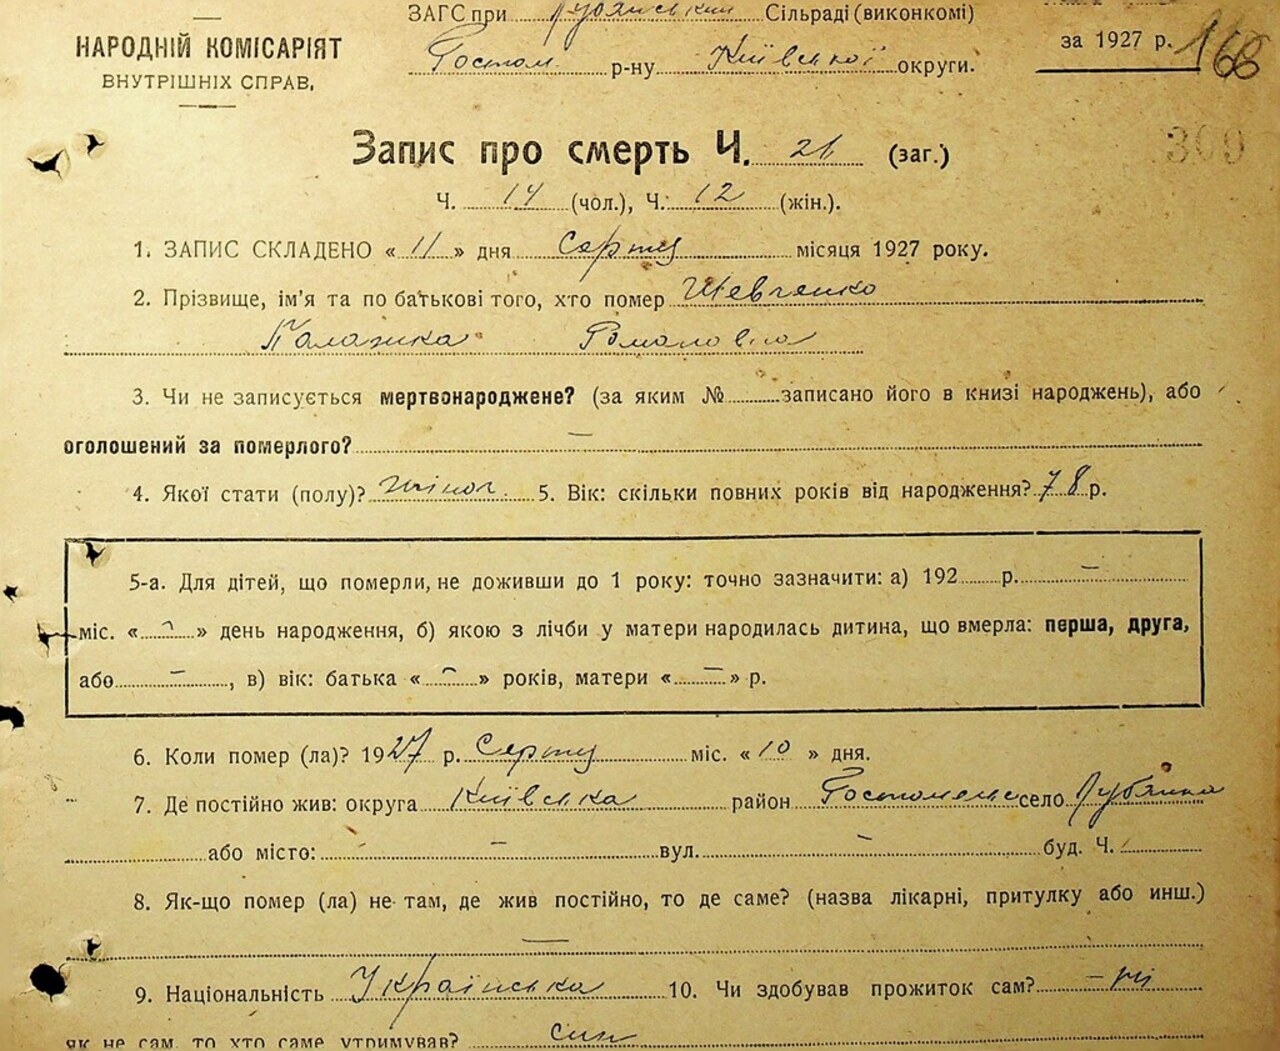 НАРОДНІЙ КОМІСАРІЯТ
ВНУТРІШНІХ СПРАВ,
ЗАГС при Лубянський Сільраді (виконкомі)
Гостом. р-ну Київської округи.
за 1927 р. 166
309
Запис про смерть Ч. 26 (заг.)
Ч. 14 (чол.), Ч. 12 (жін.).
1. ЗАПИС СКЛАДЕНО « 11 » дня Серпня місяця 1927 року.
2. Прізвище, ім'я та по батькові того, хто помер Шевченко
Палажка Романовна
3. Чи не записується мертвонароджене? (за яким № записано його в книзі народжень), або
оголошений за померлого? —
4. Якої стати (полу)? жіноч. 5. Вік: скільки повних років від народження? 78 р.
5-а. Для дітей, що померли, не доживши до 1 року: точно зазначити: а) 192 р. —
міс. « — » день народження, б) якою з лічби у матери народилась дитина, що вмерла: перша, друга,
або — , в) вік: батька « — » років, матери « — » р.
6. Коли помер (ла)? 1927 р. Серпня міс. « 10 » дня.
7. Де постійно жив: округа Київська район Гостомель село Лубянка
або місто: — вул. — буд. Ч.
8. Як-що помер (ла) не там, де жив постійно, то де саме? (назва лікарні, притулку або инш.)
—
9. Національність Українська 10. Чи здобував прожиток сам? — ні
як не сам, то хто саме утримував? син